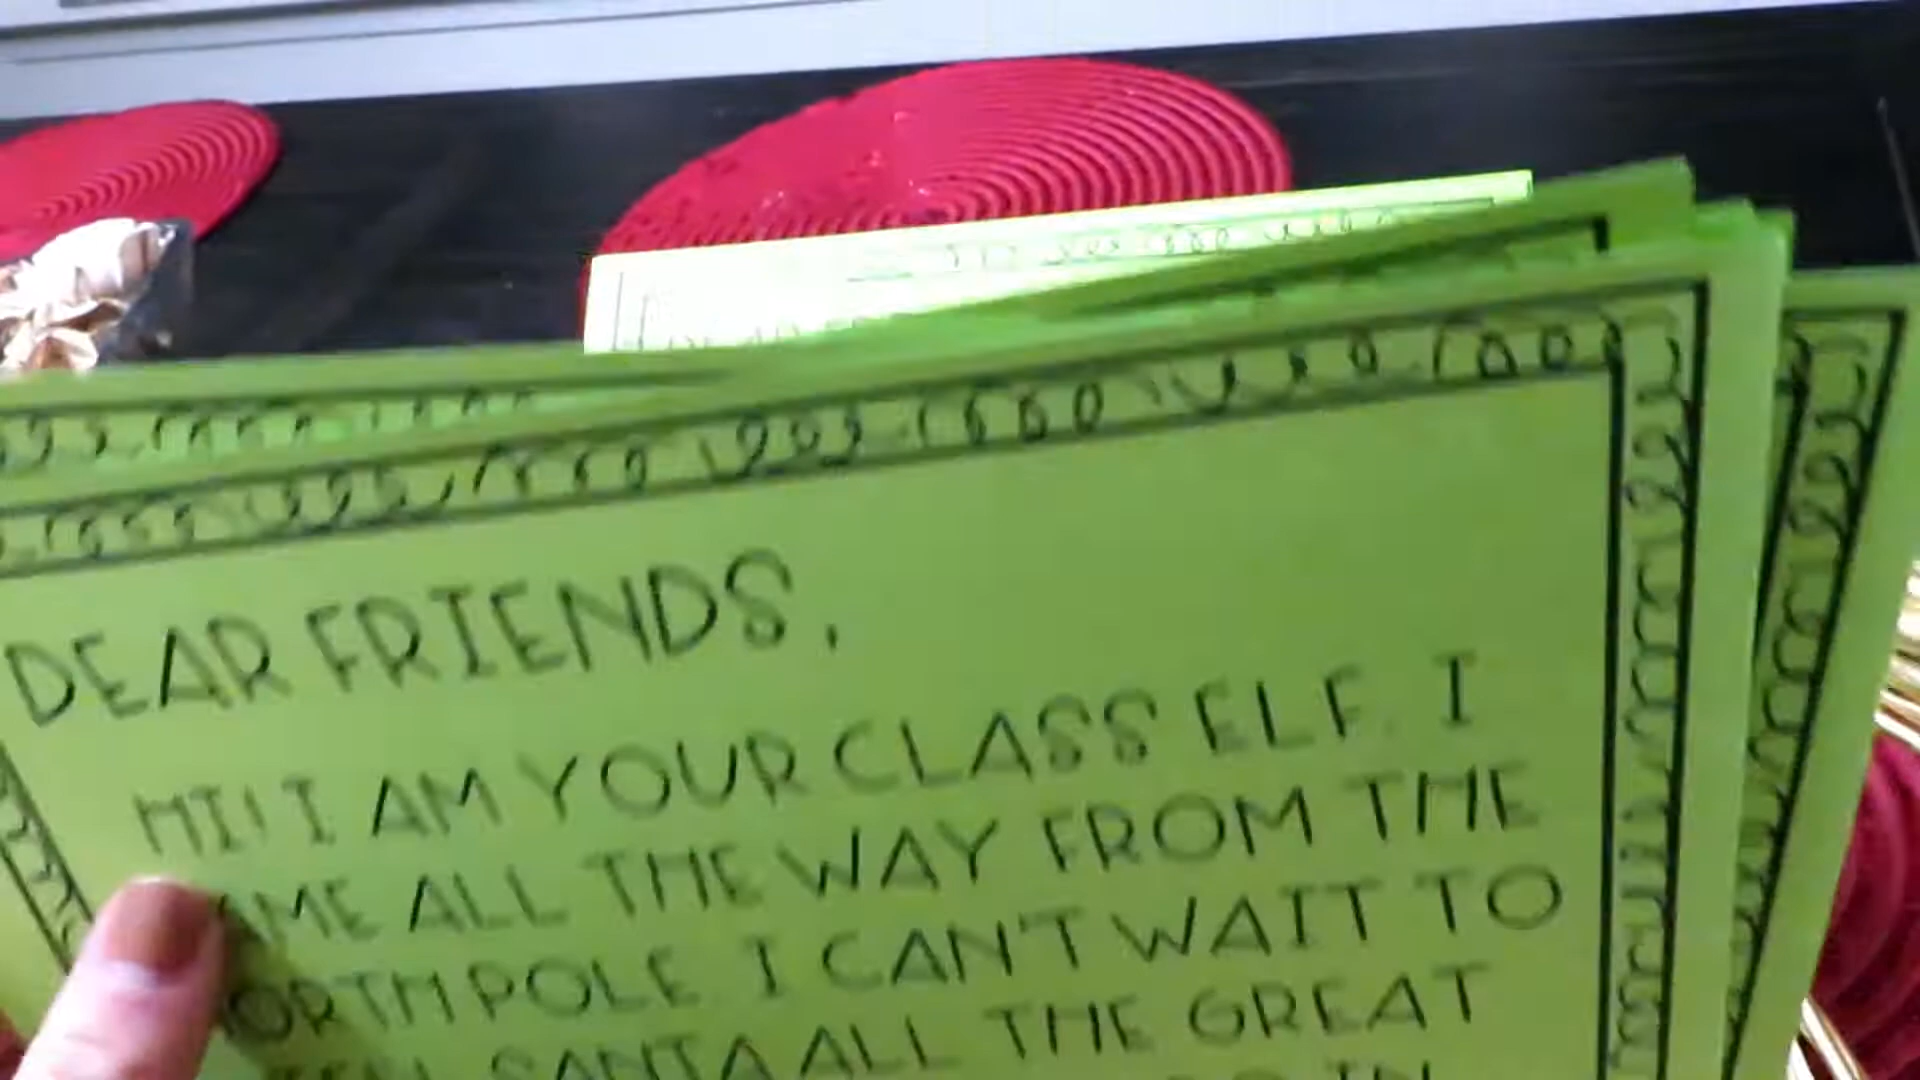 DEAR FRIENDS,
HI! I AM YOUR CLASS ELF. I
ALL THE WAY FROM THE
POLE. I CAN'T WAIT TO
SANTA ALL THE GREAT
IN